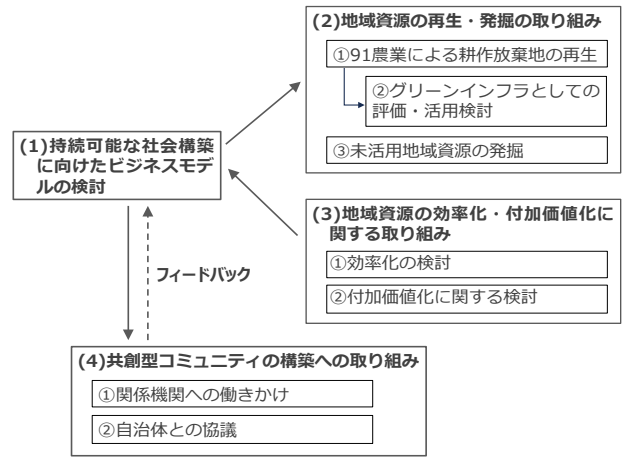 (1)持続可能な社会構築
に向けたビジネスモデ
ルの検討
(2)地域資源の再生・発掘の取り組み
①91農業による耕作放棄地の再生
②グリーンインフラとしての
評価・活用検討
③未活用地域資源の発掘
(3)地域資源の効率化・付加価値化に
関する取り組み
①効率化の検討
②付加価値化に関する検討
フィードバック
(4)共創型コミュニティの構築への取り組み
①関係機関への働きかけ
②自治体との協議